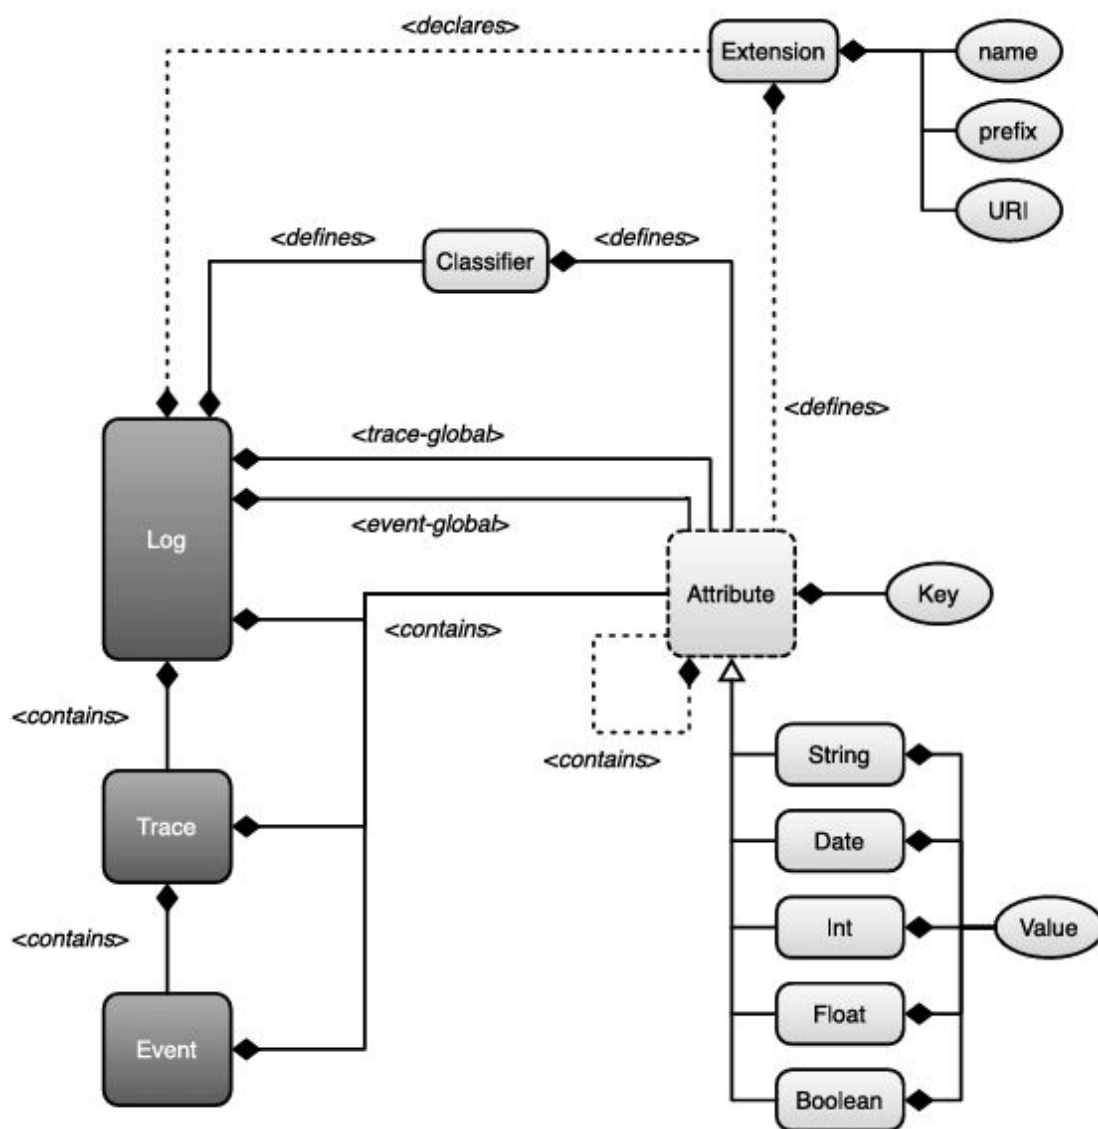 <declares>
Extension
name
prefix
URI
<defines>
Classifier
<defines>
<defines>
<trace-global>
<event-global>
Log
Attribute
Key
<contains>
<contains>
<contains>
String
Trace
Date
<contains>
Int
Value
Float
Event
Boolean